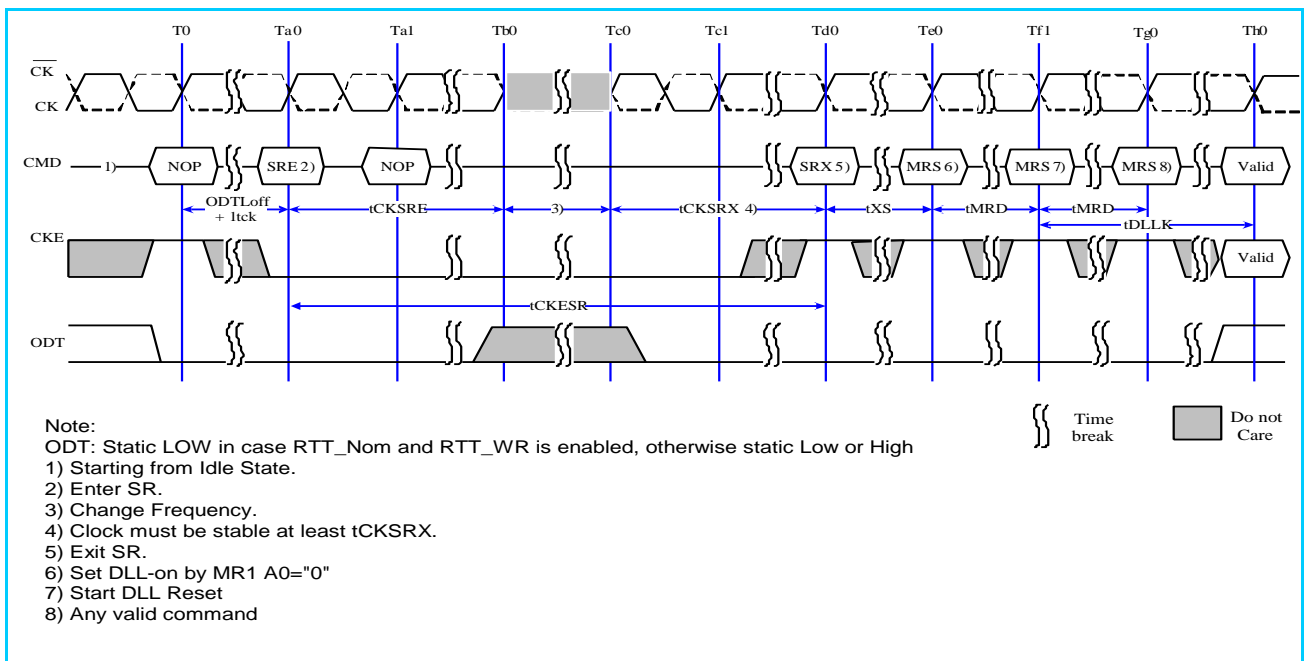 T0 Ta0 Ta1 Tb0 Tc0 Tc1 Td0 Te0 Tf1 Tg0 Th0
CK
CK
CMD 1) NOP SRE 2) NOP SRX 5) MRS 6) MRS 7) MRS 8) Valid
ODTLoff
+ 1tck
tCKSRE 3) tCKSRX 4) tXS tMRD tMRD
tDLLK
CKE Valid
tCKESR
ODT
Time
break
Do not
Care
Note:
ODT: Static LOW in case RTT_Nom and RTT_WR is enabled, otherwise static Low or High
1) Starting from Idle State.
2) Enter SR.
3) Change Frequency.
4) Clock must be stable at least tCKSRX.
5) Exit SR.
6) Set DLL-on by MR1 A0="0"
7) Start DLL Reset
8) Any valid command